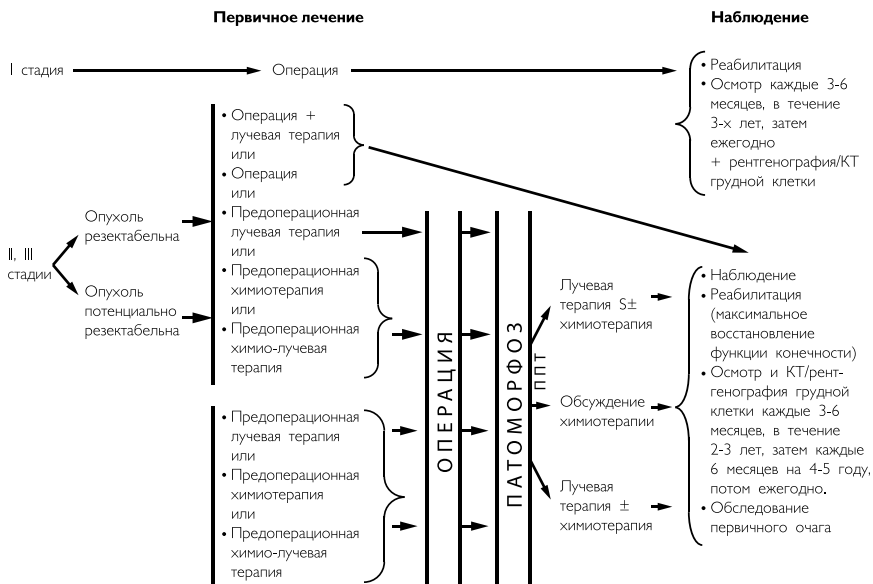 Первичное лечение
Наблюдение
I стадия
Операция
• Реабилитация
• Осмотр каждые 3-6
месяцев, в течение
3-х лет, затем
ежегодно
+ рентгенография/КТ
грудной клетки
II, III
стадии
Опухоль
резектабельна
Опухоль
потенциально
резектабельна
• Операция +
лучевая терапия
или
• Операция
или
• Предоперационная
лучевая терапия
или
• Предоперационная
химиотерапия
или
• Предоперационная
химио-лучевая
терапия
• Предоперационная
лучевая терапия
или
• Предоперационная
химиотерапия
или
• Предоперационная
химио-лучевая
терапия
ОПЕРАЦИЯ
ПАТОМОРФОЗ
ППТ
Лучевая
терапия S±
химиотерапия
Обсуждение
химиотерапии
Лучевая
терапия ±
химиотерапия
• Наблюдение
• Реабилитация
(максимальное
восстановление
функции конечности)
• Осмотр и КТ/рент-
генография грудной
клетки каждые 3-6
месяцев, в течение
2-3 лет, затем каждые
6 месяцев на 4-5 году,
потом ежегодно.
• Обследование
первичного очага